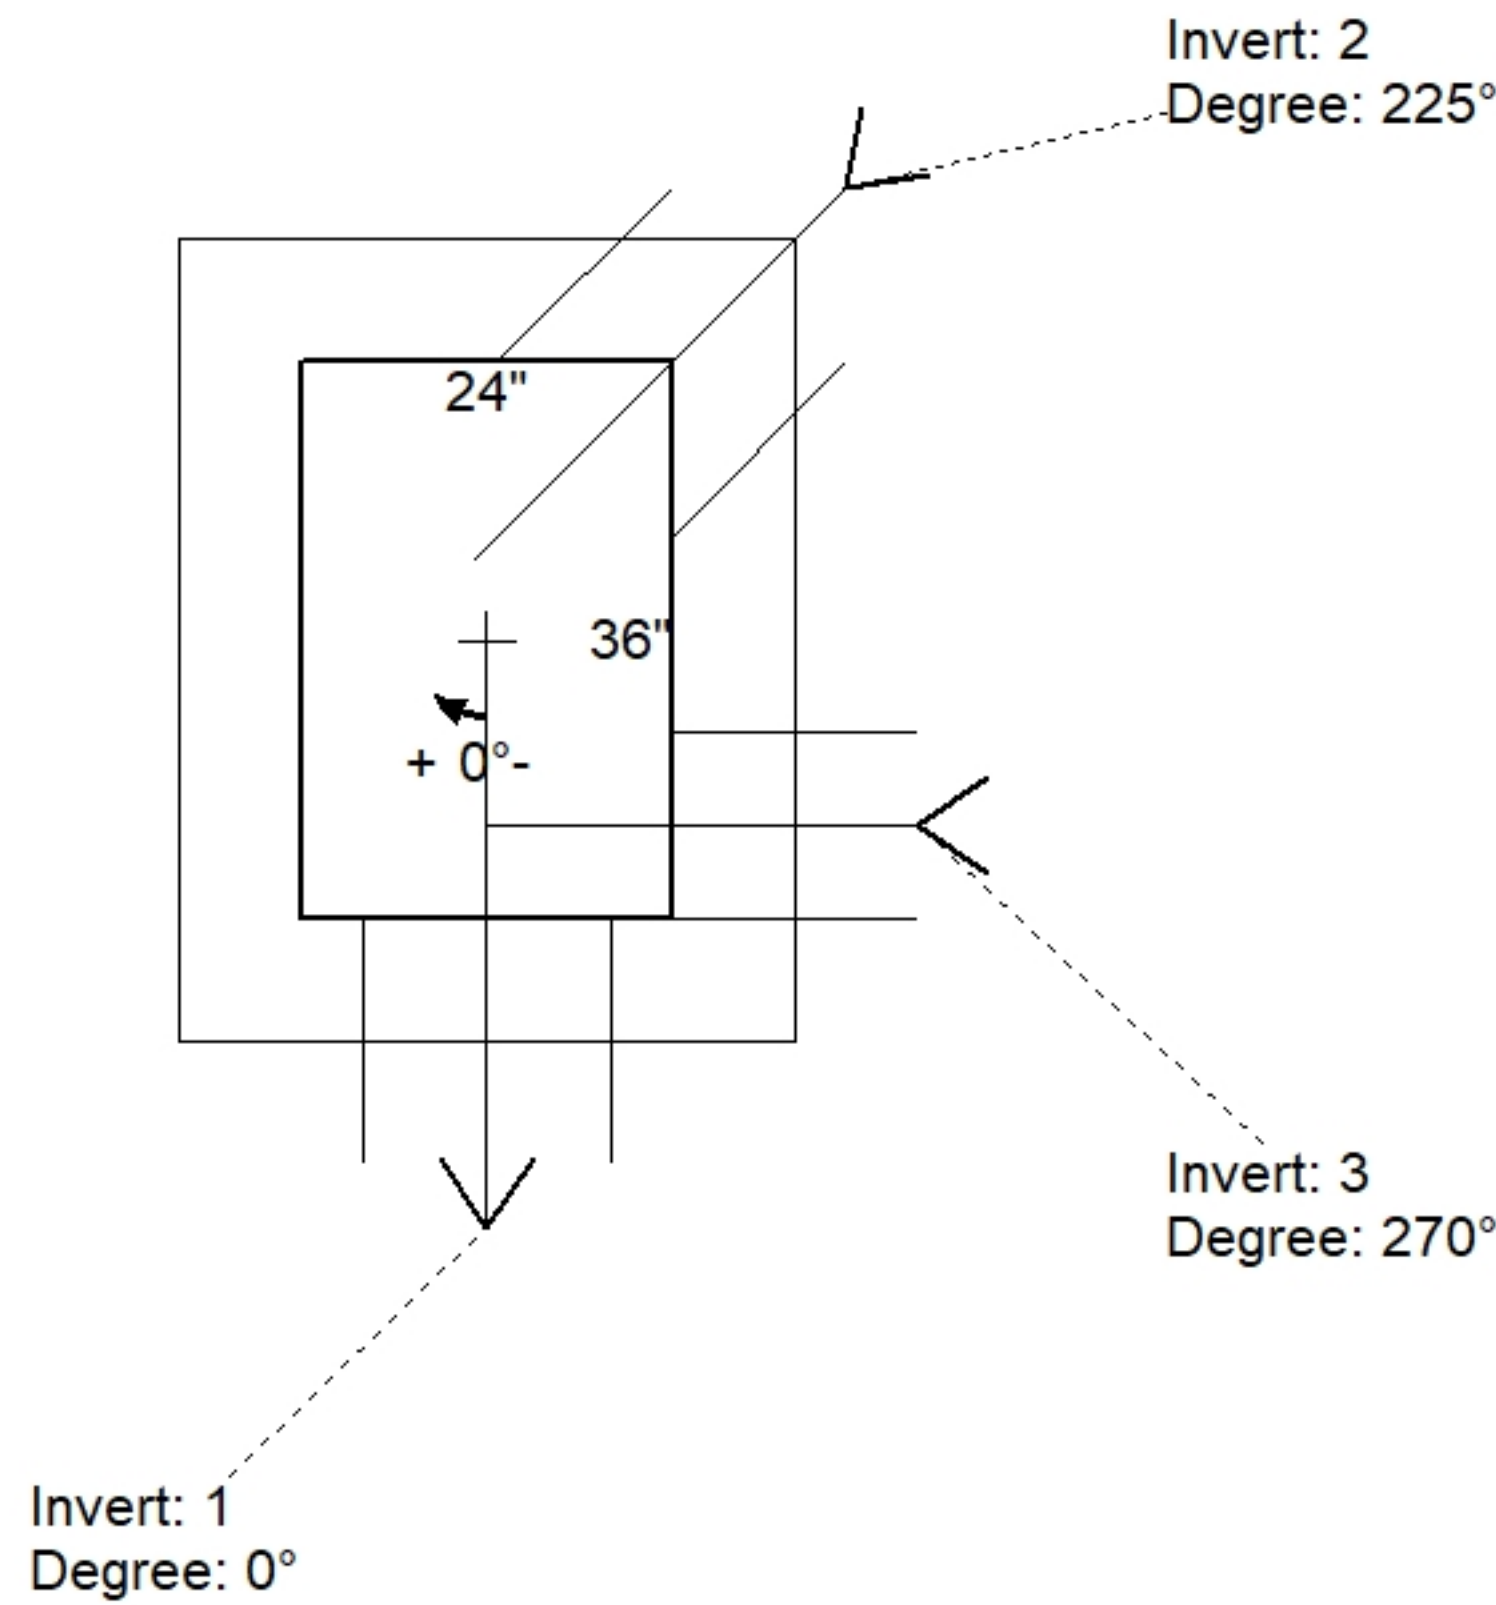 Invert: 2
Degree: 225°
24"
36"
+ 0°-
Invert: 3
Degree: 270°
Invert: 1
Degree: 0°